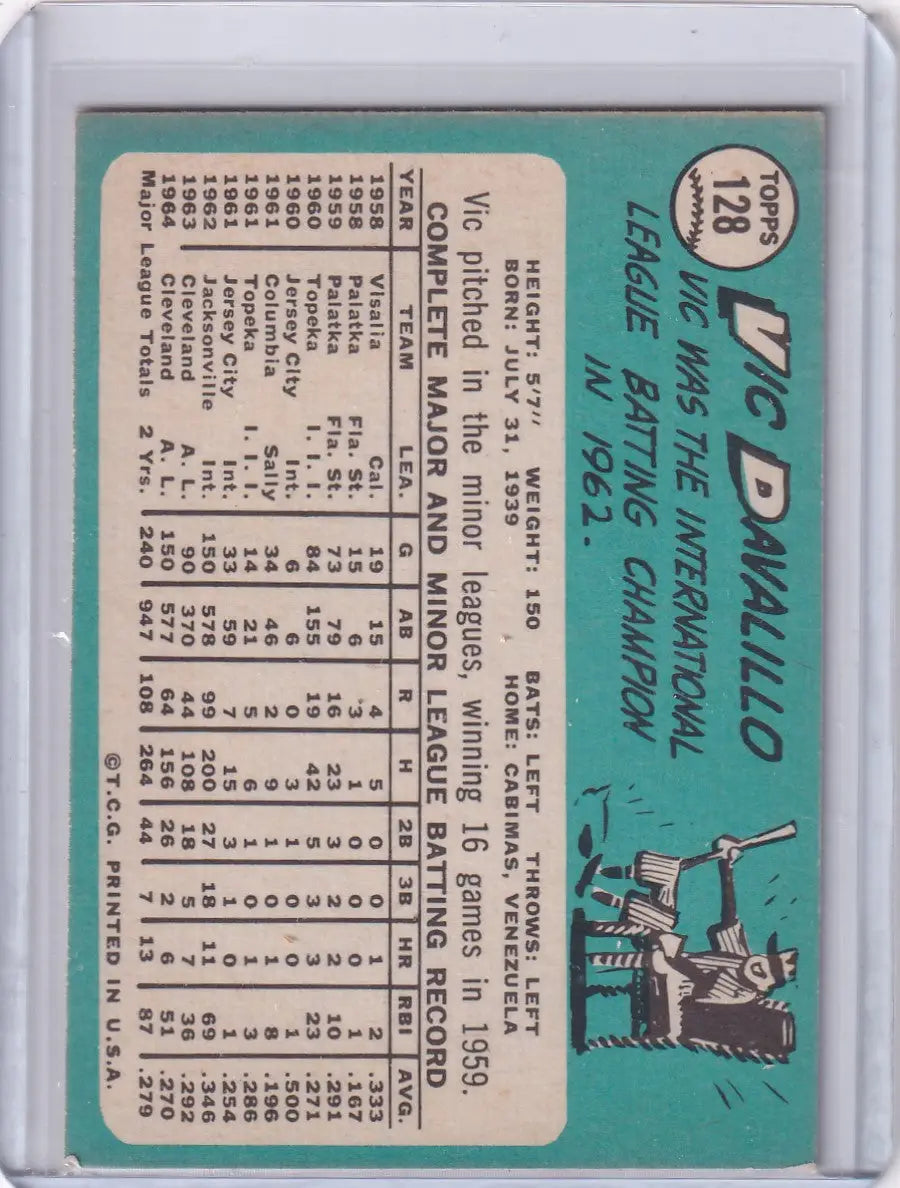 TOPPS
128
VIC DAVALILLO
VIC WAS THE INTERNATIONAL
LEAGUE BATTING CHAMPION
IN 1962.
HEIGHT: 5'7" WEIGHT: 150 BATS: LEFT THROWS: LEFT
BORN: JULY 31, 1939 HOME: CABIMAS, VENEZUELA
Vic pitched in the minor leagues, winning 16 games in 1959.
COMPLETE MAJOR AND MINOR LEAGUE BATTING RECORD
YEAR TEAM LEA. G AB R H 2B 3B HR RBI AVG.
1958 Visalia Cal. 19 15 4 5 0 0 1 2 .333
1958 Palatka Fla. St. 15 6 3 1 0 0 0 1 .167
1959 Palatka Fla. St. 73 79 16 23 3 2 2 10 .291
1960 Topeka I. I. I. 84 155 19 42 5 3 3 23 .271
1960 Jersey City Int. 6 6 0 3 1 0 0 1 .500
1961 Columbia Sally 34 46 2 9 1 0 1 8 .196
1961 Topeka I. I. I. 14 21 5 6 1 0 1 3 .286
1961 Jersey City Int. 33 59 7 15 3 1 0 1 .254
1962 Jacksonville Int. 150 578 99 200 27 18 11 69 .346
1963 Cleveland A. L. 90 370 44 108 18 5 7 36 .292
1964 Cleveland A. L. 150 577 64 156 26 2 6 51 .270
Major League Totals 2 Yrs. 240 947 108 264 44 7 13 87 .279
©T.C.G. PRINTED IN U.S.A.